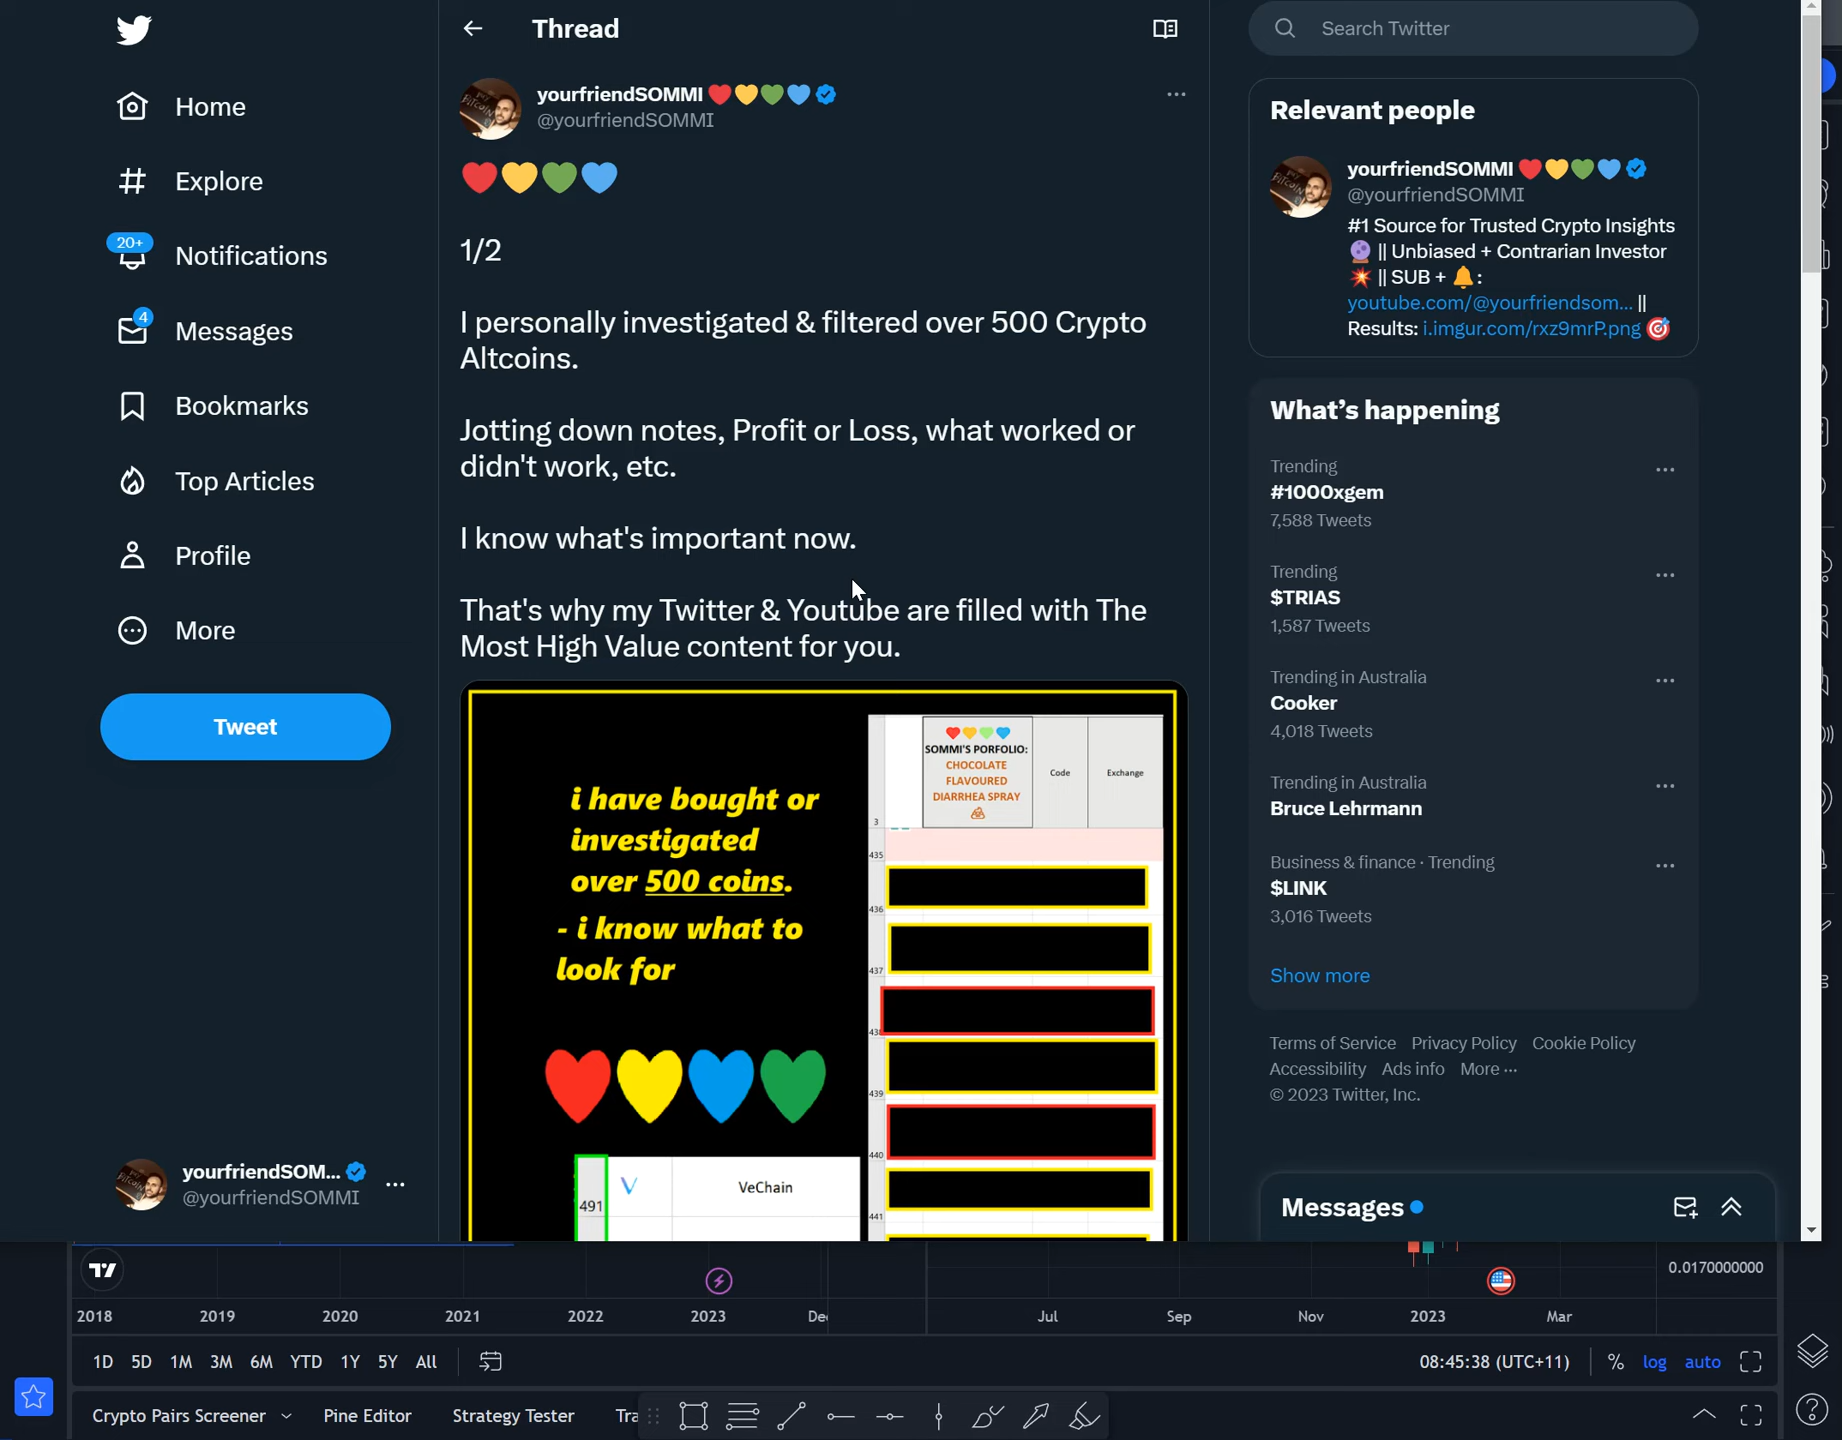 Home
Explore
20+
Notifications
4
Messages
Bookmarks
Top Articles
Profile
More
Tweet
yourfriendSOM...
@yourfriendSOMMI
Thread
yourfriendSOMMI
@yourfriendSOMMI
1/2
I personally investigated & filtered over 500 Crypto
Altcoins.
Jotting down notes, Profit or Loss, what worked or
didn't work, etc.
I know what's important now.
That's why my Twitter & Youtube are filled with The
Most High Value content for you.
i have bought or
investigated
over 500 coins.
- i know what to
look for
491
VeChain
SOMMI'S PORFOLIO:
CHOCOLATE
FLAVOURED
DIARRHEA SPRAY
Code
Exchange
3
435
436
437
438
439
440
441
Search Twitter
Relevant people
yourfriendSOMMI
@yourfriendSOMMI
#1 Source for Trusted Crypto Insights
|| Unbiased + Contrarian Investor
|| SUB + :
youtube.com/@yourfriendsom... ||
Results: i.imgur.com/rxz9mrP.png
What's happening
Trending
#1000xgem
7,588 Tweets
Trending
$TRIAS
1,587 Tweets
Trending in Australia
Cooker
4,018 Tweets
Trending in Australia
Bruce Lehrmann
Business & finance · Trending
$LINK
3,016 Tweets
Show more
Terms of Service Privacy Policy Cookie Policy
Accessibility Ads info More ...
© 2023 Twitter, Inc.
Messages
0.0170000000
2018 2019 2020 2021 2022 2023 Dec Jul Sep Nov 2023 Mar
1D 5D 1M 3M 6M YTD 1Y 5Y All
08:45:38 (UTC+11) % log auto
Crypto Pairs Screener Pine Editor Strategy Tester Tra